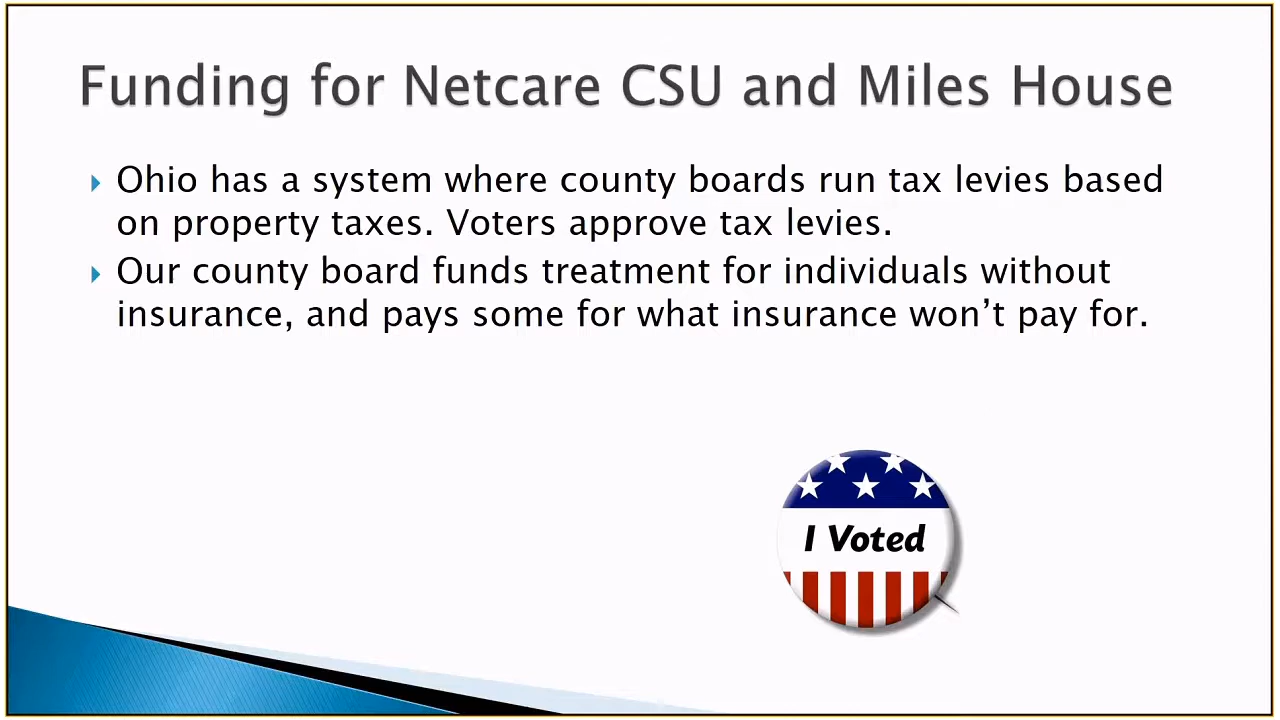 Funding for Netcare CSU and Miles House
Ohio has a system where county boards run tax levies based
on property taxes. Voters approve tax levies.
Our county board funds treatment for individuals without
insurance, and pays some for what insurance won’t pay for.
I Voted